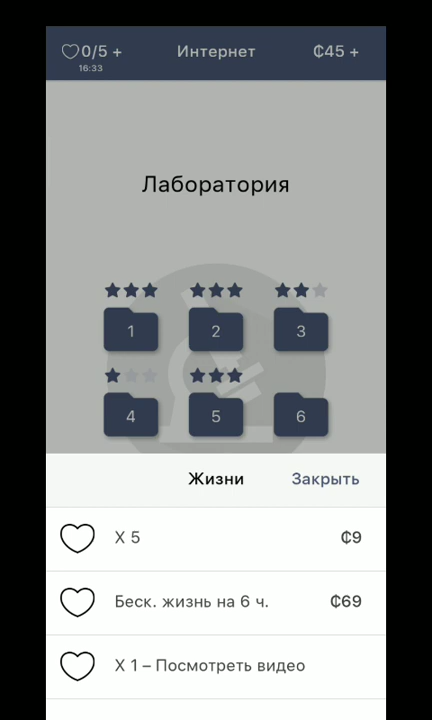 0/5 + Интернет ₵45 +
16:33
Лаборатория
1 2 3
4 5 6
Жизни Закрыть
X 5 ₵9
Беск. жизнь на 6 ч. ₵69
X 1 – Посмотреть видео